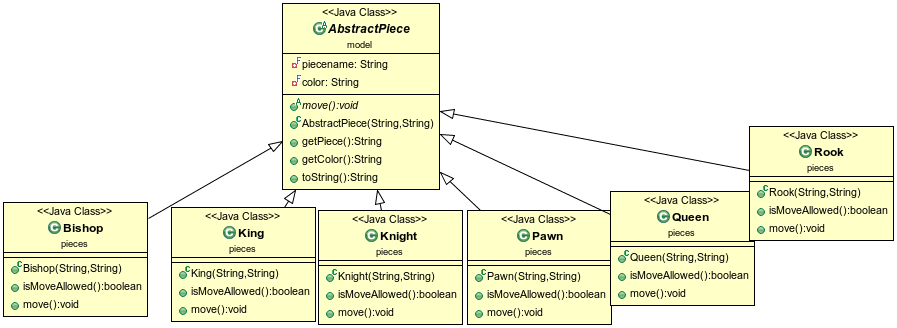 <<Java Class>>
AbstractPiece
model
piecename: String
color: String
move():void
AbstractPiece(String,String)
getPiece():String
getColor():String
toString():String
<<Java Class>>
Bishop
pieces
Bishop(String,String)
isMoveAllowed():boolean
move():void
<<Java Class>>
King
pieces
King(String,String)
isMoveAllowed():boolean
move():void
<<Java Class>>
Knight
pieces
Knight(String,String)
isMoveAllowed():boolean
move():void
<<Java Class>>
Pawn
pieces
Pawn(String,String)
isMoveAllowed():boolean
move():void
<<Java Class>>
Queen
pieces
Queen(String,String)
isMoveAllowed():boolean
move():void
<<Java Class>>
Rook
pieces
Rook(String,String)
isMoveAllowed():boolean
move():void